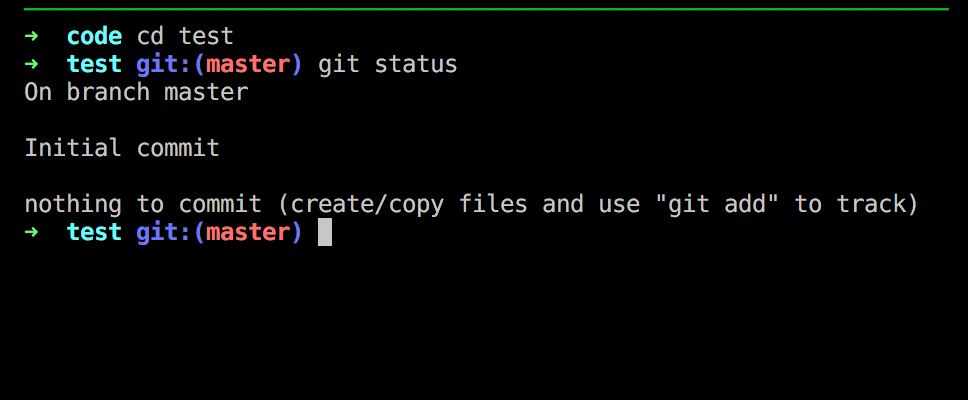 ➜  code cd test
➜  test git:(master) git status
On branch master

Initial commit

nothing to commit (create/copy files and use "git add" to track)
➜  test git:(master)